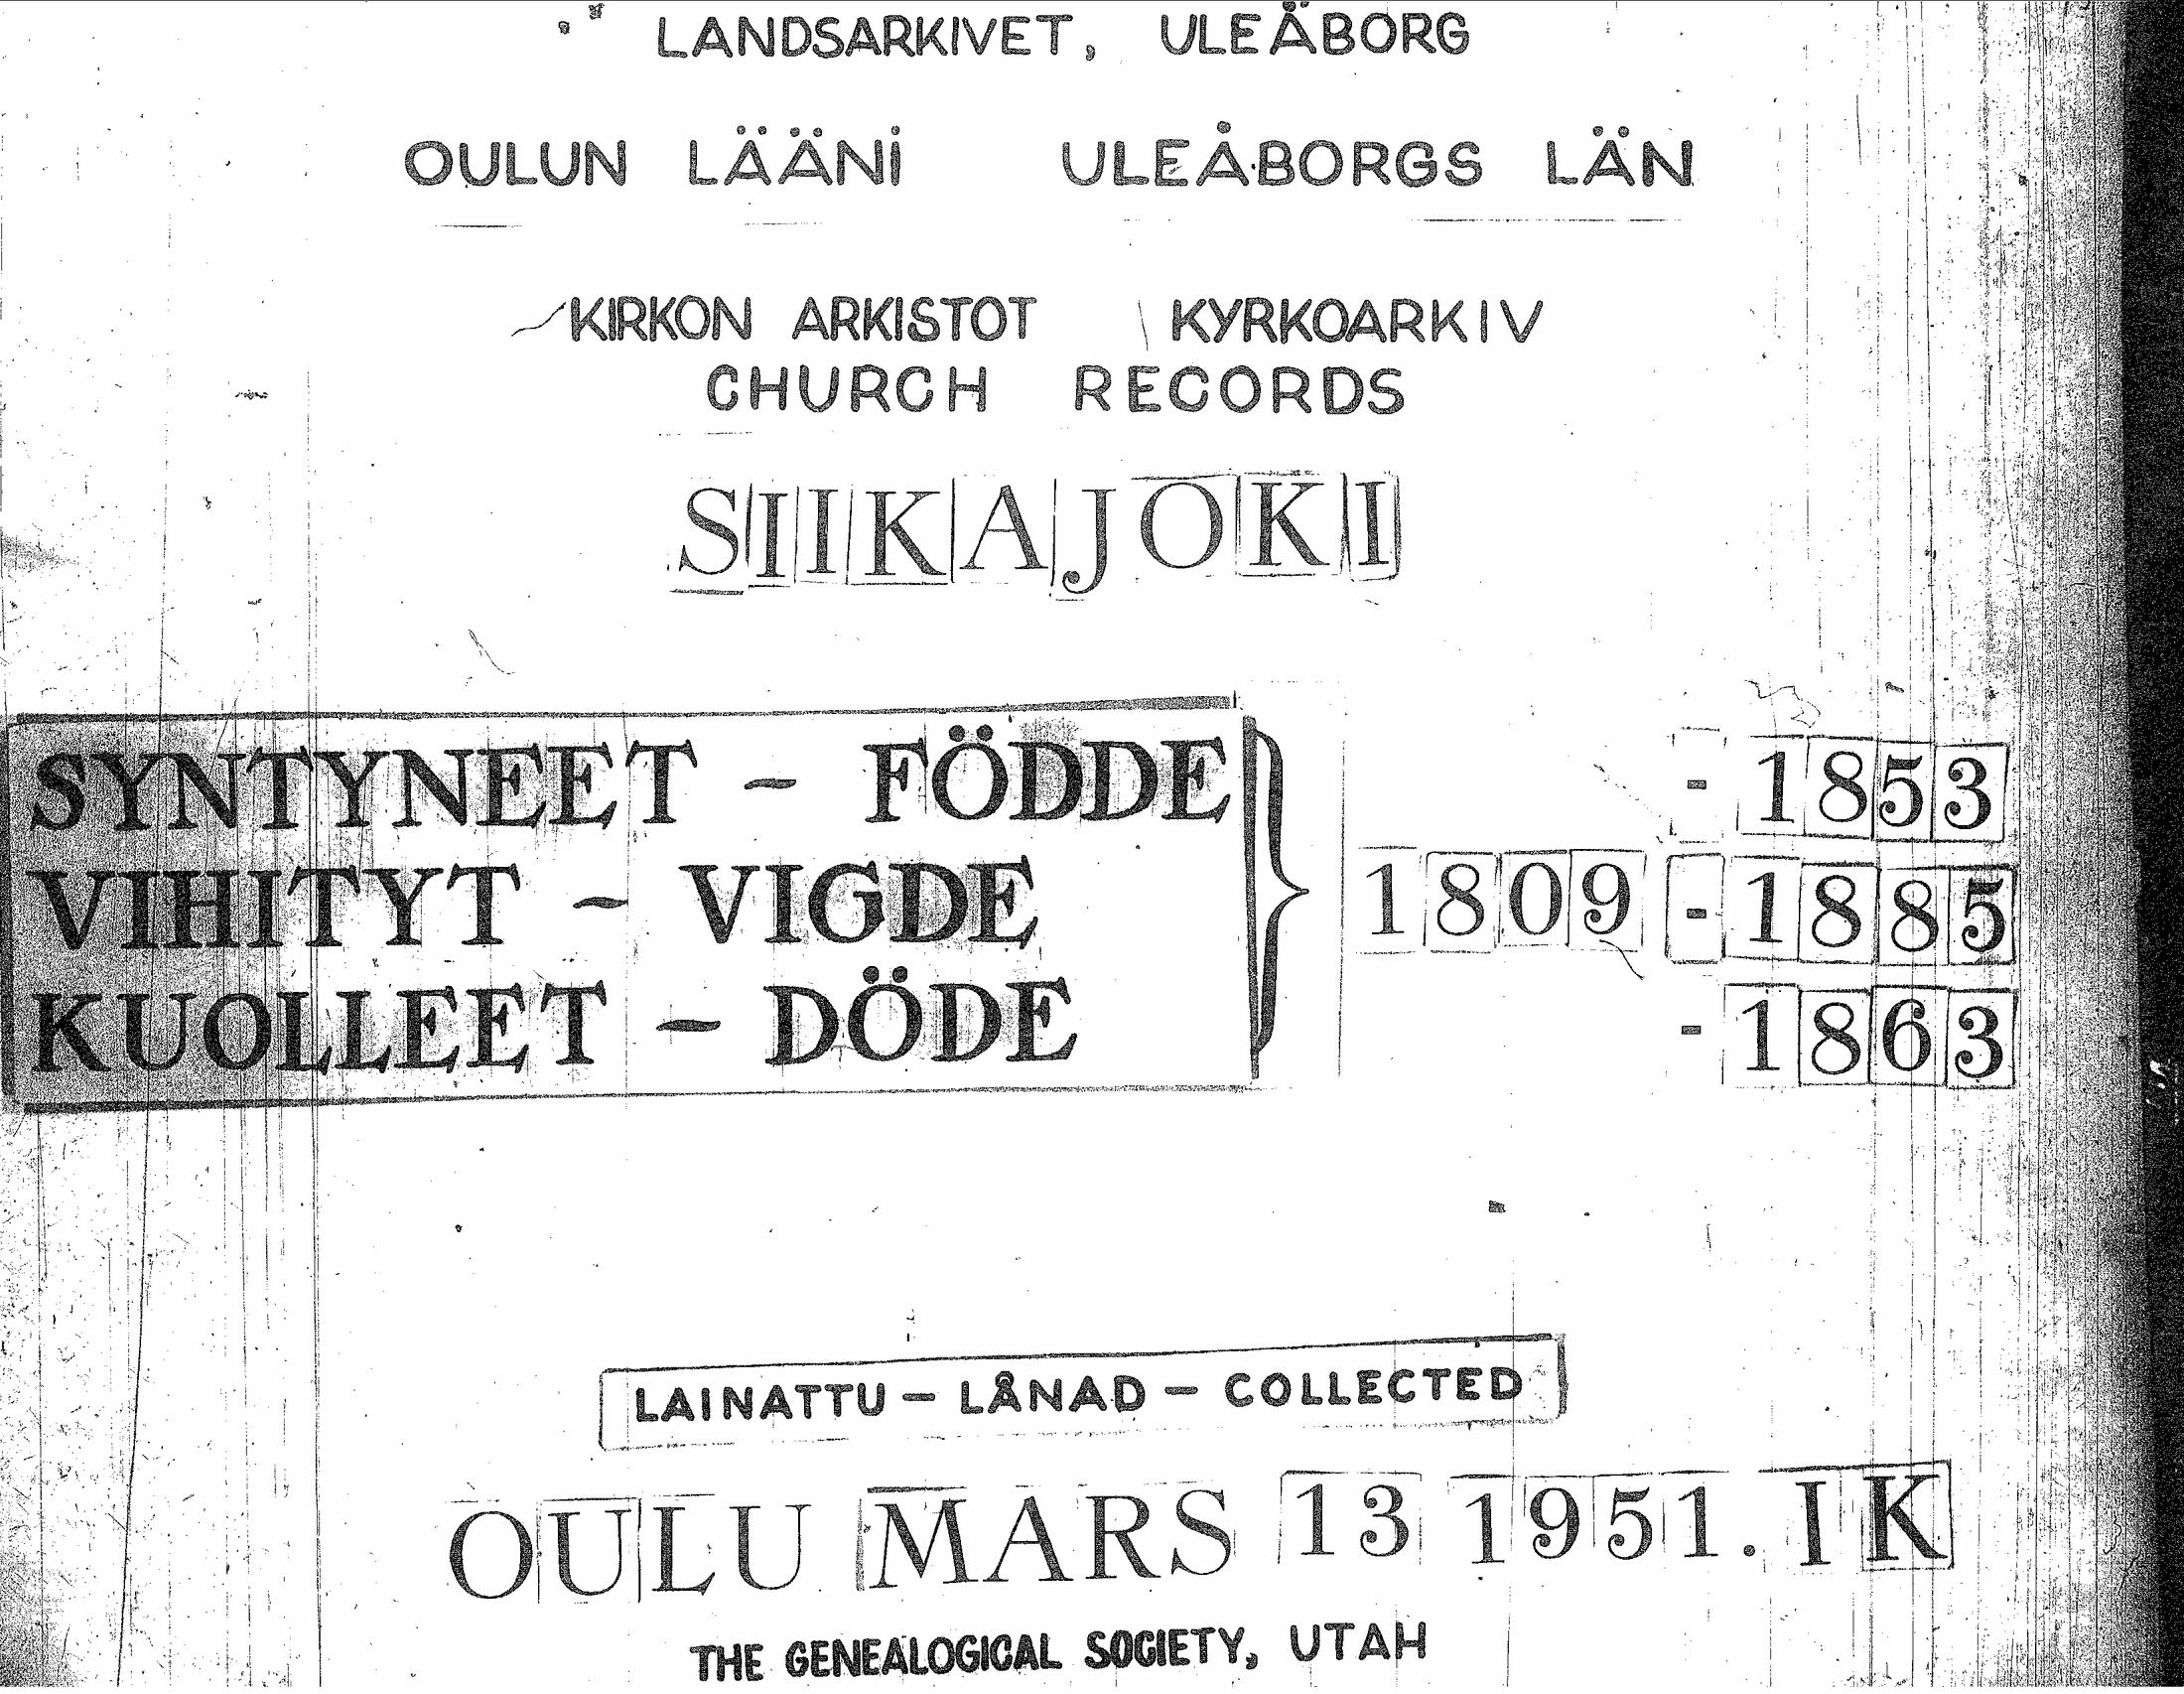 LANDSARKIVET, ULEÅBORG
OULUN LÄÄNI ULEÅBORGS LÄN
KIRKON ARKISTOT KYRKOARKIV
CHURCH RECORDS
SIIKAJOKI
SYNTYNEET - FÖDDE - 1853
VIHITYT - VIGDE 1809 - 1885
KUOLLEET - DÖDE - 1863
LAINATTU - LÅNAD - COLLECTED
OULU MARS 13 1951. IK
THE GENEALOGICAL SOCIETY, UTAH